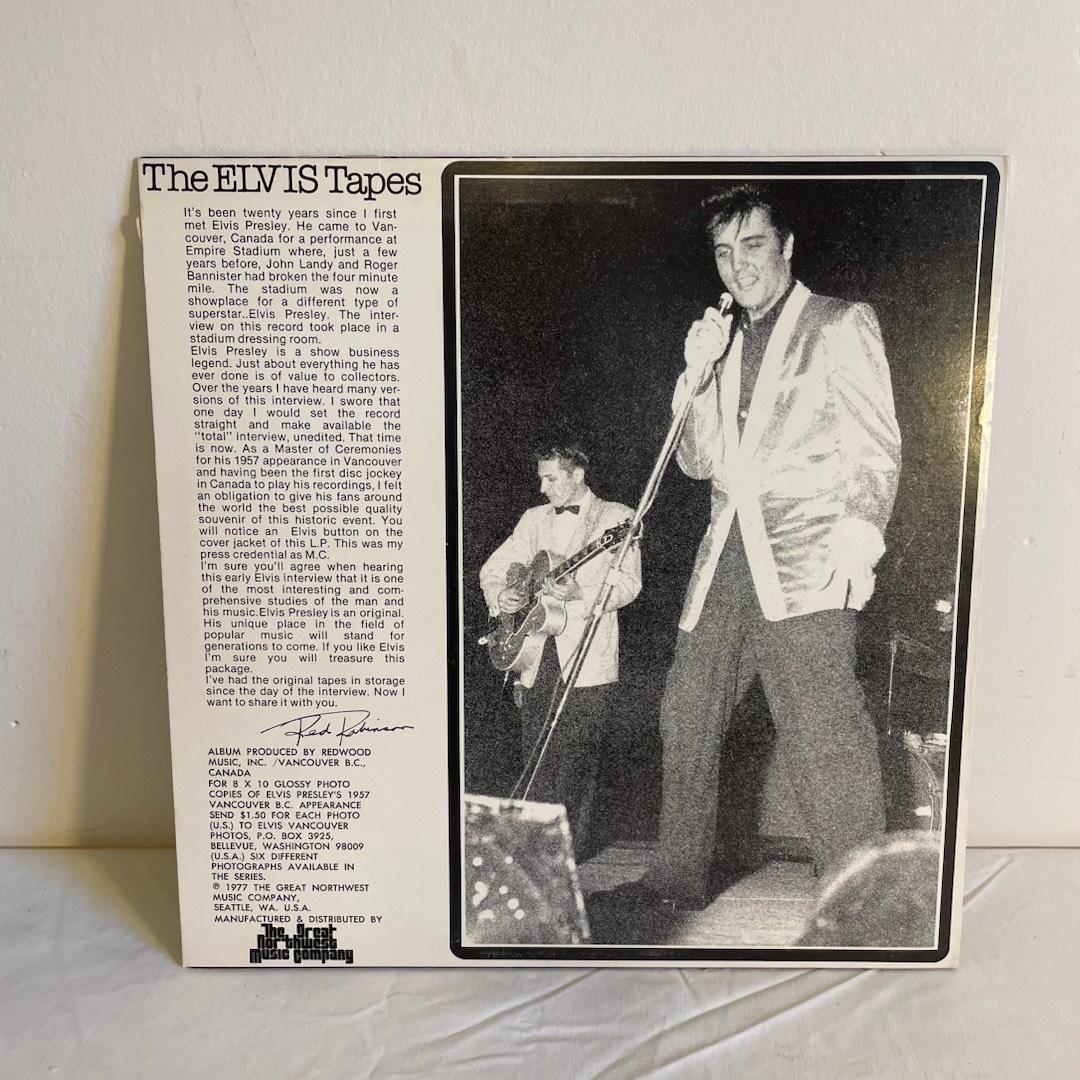 The ELVIS Tapes
It's been twenty years since I first
met Elvis Presley. He came to Van-
couver, Canada for a performance at
Empire Stadium where, just a few
years before, John Landy and Roger
Bannister had broken the four minute
mile. The stadium was now a
showplace for a different type of
superstar..Elvis Presley. The inter-
view on this record took place in a
stadium dressing room.
Elvis Presley is a show business
legend. Just about everything he has
ever done is of value to collectors.
Over the years I have heard many ver-
sions of this interview. I swore that
one day I would set the record
straight and make available the
"total" interview, unedited. That time
is now. As a Master of Ceremonies
for his 1957 appearance in Vancouver
and having been the first disc jockey
in Canada to play his recordings, I felt
an obligation to give his fans around
the world the best possible quality
souvenir of this historic event. You
will notice an Elvis button on the
cover jacket of this L.P. This was my
press credential as M.C.
I'm sure you'll agree when hearing
this early Elvis interview that it is one
of the most interesting and com-
prehensive studies of the man and
his music.Elvis Presley is an original.
His unique place in the field of
popular music will stand for
generations to come. If you like Elvis
I'm sure you will treasure this
package.
I've had the original tapes in storage
since the day of the interview. Now I
want to share it with you.
Red Robinson
ALBUM PRODUCED BY REDWOOD
MUSIC, INC. /VANCOUVER B.C.,
CANADA
FOR 8 X 10 GLOSSY PHOTO
COPIES OF ELVIS PRESLEY'S 1957
VANCOUVER B.C. APPEARANCE
SEND $1.50 FOR EACH PHOTO
(U.S.) TO ELVIS VANCOUVER
PHOTOS, P.O. BOX 3925,
BELLEVUE, WASHINGTON 98009
(U.S.A.) SIX DIFFERENT
PHOTOGRAPHS AVAILABLE IN
THE SERIES.
℗ 1977 THE GREAT NORTHWEST
MUSIC COMPANY,
SEATTLE, WA. U.S.A.
MANUFACTURED & DISTRIBUTED BY
The Great
Northwest
Music Company